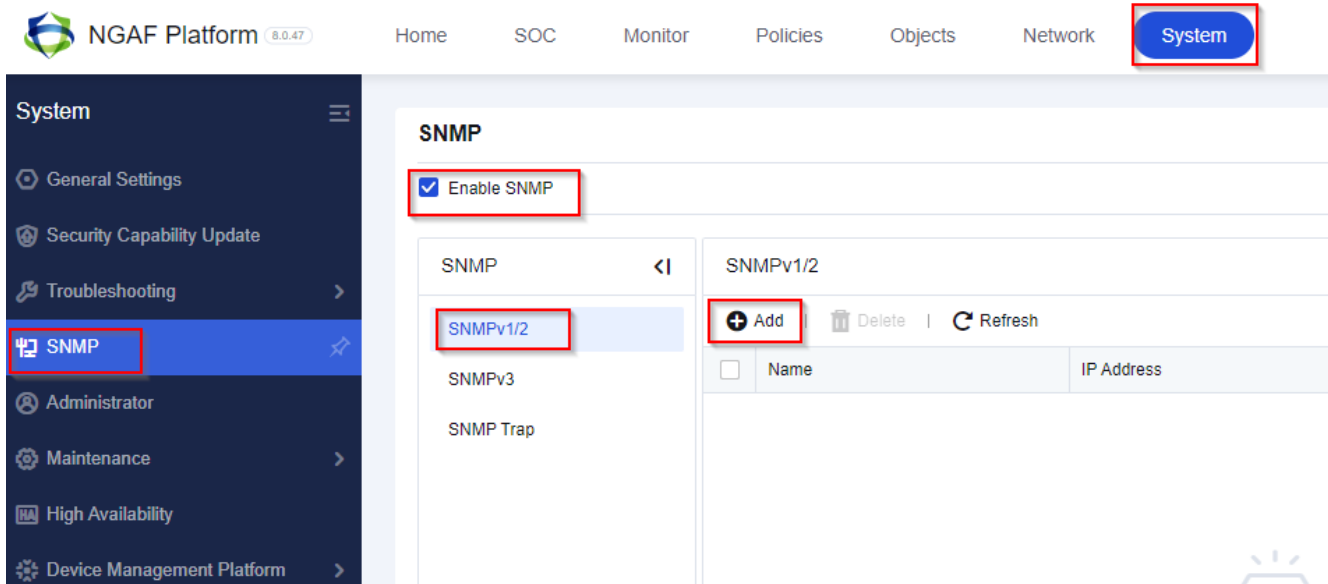 NGAF Platform 8.0.47 Home SOC Monitor Policies Objects Network System
System
General Settings
Security Capability Update
Troubleshooting
SNMP
Administrator
Maintenance
HA High Availability
Device Management Platform
SNMP
Enable SNMP
SNMP
SNMPv1/2
SNMPv3
SNMP Trap
SNMPv1/2
Add | Delete | Refresh
Name IP Address